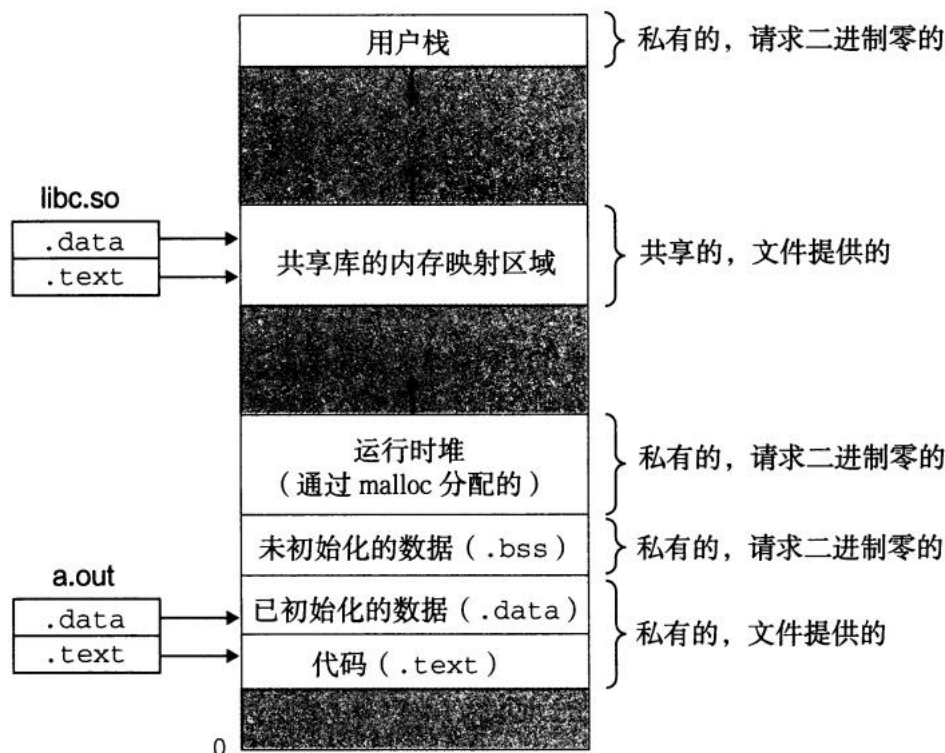 用户栈
私有的，请求二进制零的
libc.so
.data
.text
共享库的内存映射区域
共享的，文件提供的
运行时堆
（通过 malloc 分配的）
私有的，请求二进制零的
未初始化的数据（.bss）
私有的，请求二进制零的
a.out
.data
.text
已初始化的数据（.data）
代码（.text）
私有的，文件提供的
0